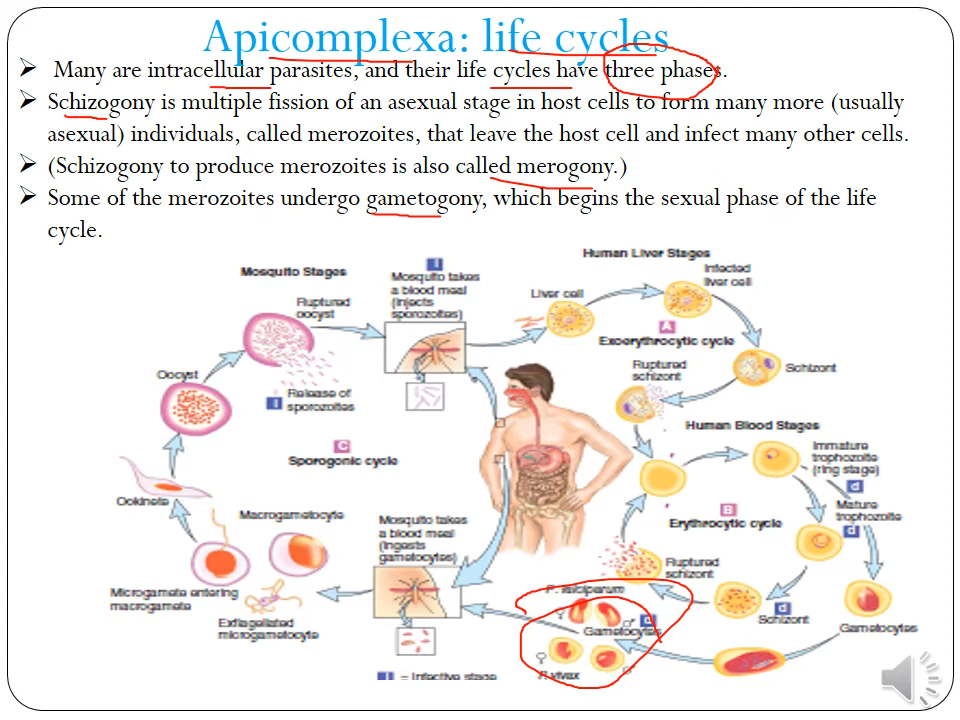 Apicomplexa: life cycles
Many are intracellular parasites, and their life cycles have three phases.
Schizogony is multiple fission of an asexual stage in host cells to form many more (usually
asexual) individuals, called merozoites, that leave the host cell and infect many other cells.
(Schizogony to produce merozoites is also called merogony.)
Some of the merozoites undergo gametogony, which begins the sexual phase of the life
cycle.
Mosquito Stages
i
Mosquito takes
a blood meal
(Injects
sporozoites)
Human Liver Stages
Liver cell
Infected
liver cell
A
Exoerythrocytic cycle
Ruptured
schizont
Schizont
Ruptured
oocyst
Oocyst
i
Release of
sporozoites
C
Sporogonic cycle
Human Blood Stages
Immature
trophozoite
(ring stage)
d
Mature
trophozoite
d
B
Erythrocytic cycle
Ookinete
Macrogametocyte
Mosquito takes
a blood meal
(Ingests
gametocytes)
Ruptured
schizont
d
Schizont
Gametocytes
Microgamete entering
macrogamete
Exflagellated
microgametocyte
P. falciparum
♀
♂
d
Gametocytes
♀
P. vivax
♂
i = Infective stage